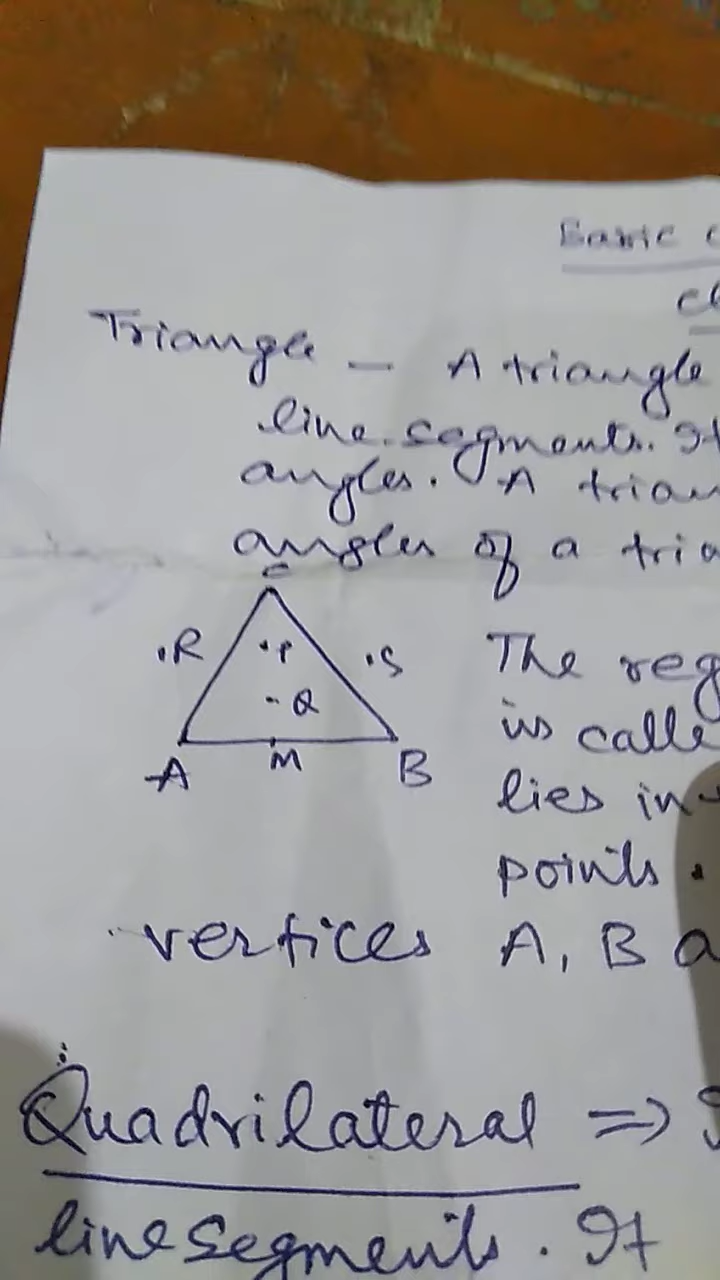 Basic
Triangle - A triangle
line segments. It
angles. A trian
angles of a tria
C
.R .P .S The reg
. Q is calle
A M B lies in
points.
vertices A, B a
Quadrilateral =>
line segments. It